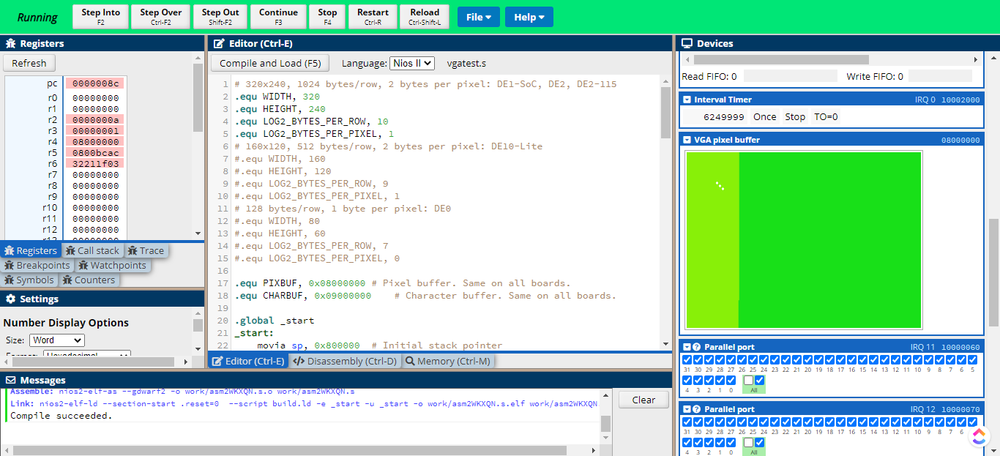 Running
Step Into
F2
Step Over
Ctrl-F2
Step Out
Shift-F2
Continue
F3
Stop
F4
Restart
Ctrl-R
Reload
Ctrl-Shift-L
File
Help
Registers
Refresh
pc 0000008c
r0 00000000
r1 00000000
r2 0000000a
r3 00000001
r4 08000000
r5 0800bcac
r6 32211f03
r7 00000000
r8 00000000
r9 00000000
r10 00000000
r11 00000000
r12 00000000
Registers Call stack Trace
Breakpoints Watchpoints
Symbols Counters
Settings
Number Display Options
Size: Word
Format: Hexadecimal
Editor (Ctrl-E)
Compile and Load (F5) Language: Nios II vgatest.s
1 # 320x240, 1024 bytes/row, 2 bytes per pixel: DE1-SoC, DE2, DE2-115
2 .equ WIDTH, 320
3 .equ HEIGHT, 240
4 .equ LOG2_BYTES_PER_ROW, 10
5 .equ LOG2_BYTES_PER_PIXEL, 1
6 # 160x120, 512 bytes/row, 2 bytes per pixel: DE10-Lite
7 #.equ WIDTH, 160
8 #.equ HEIGHT, 120
9 #.equ LOG2_BYTES_PER_ROW, 9
10 #.equ LOG2_BYTES_PER_PIXEL, 1
11 # 128 bytes/row, 1 byte per pixel: DE0
12 #.equ WIDTH, 80
13 #.equ HEIGHT, 60
14 #.equ LOG2_BYTES_PER_ROW, 7
15 #.equ LOG2_BYTES_PER_PIXEL, 0
16
17 .equ PIXBUF, 0x08000000 # Pixel buffer. Same on all boards.
18 .equ CHARBUF, 0x09000000 # Character buffer. Same on all boards.
19
20 .global _start
21 _start:
22 movia sp, 0x800000 # Initial stack pointer
Editor (Ctrl-E) Disassembly (Ctrl-D) Memory (Ctrl-M)
Messages
Assemble: nios2-elf-as --gdwarf2 -o work/asm2WKXQN.s.o work/asm2WKXQN.s
Link: nios2-elf-ld --section-start .reset=0 --script build.ld -e _start -u _start -o work/asm2WKXQN.s.elf work/asm2WKXQN.
Compile succeeded.
Clear
Devices
Read FIFO: 0 Write FIFO: 0
Interval Timer IRQ 0 10002000
6249999 Once Stop TO=0
VGA pixel buffer 08000000
Parallel port IRQ 11 10000060
31 30 29 28 27 26 25 24 23 22 21 20 19 18 17 16 15 14 13 12 11 10 9 8 7 6 5
4 3 2 1 0 All
Parallel port IRQ 12 10000070
31 30 29 28 27 26 25 24 23 22 21 20 19 18 17 16 15 14 13 12 11 10 9 8 7 6
4 3 2 1 0 All